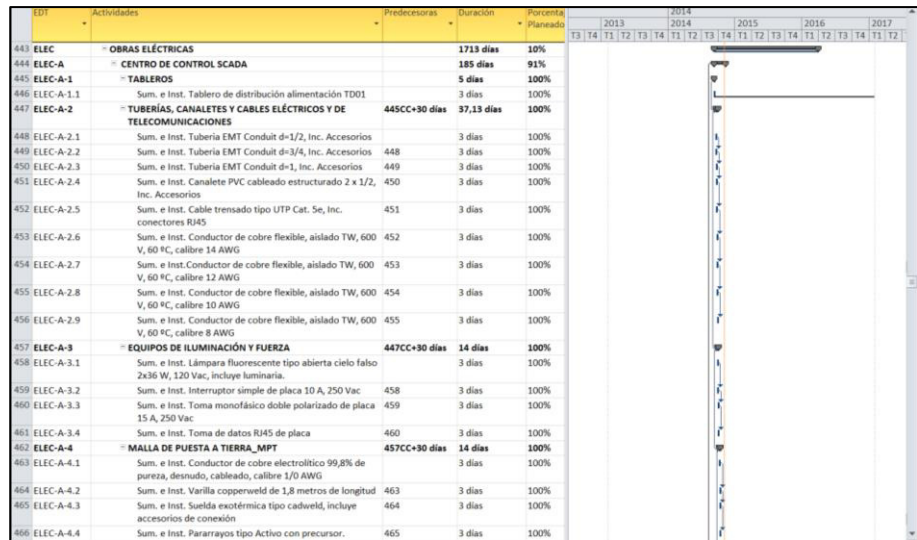 EDT Actividades Predecesoras Duración Porcenta
Planeado
2014
2013 2014 2015 2016 2017
T3 T4 T1 T2 T3 T4 T1 T2 T3 T4 T1 T2 T3 T4 T1 T2 T3 T4 T1 T2
443 ELEC OBRAS ELÉCTRICAS 1713 días 10%
444 ELEC-A CENTRO DE CONTROL SCADA 185 días 91%
445 ELEC-A-1 TABLEROS 5 días 100%
446 ELEC-A-1.1 Sum. e Inst. Tablero de distribución alimentación TD01 3 días 100%
447 ELEC-A-2 TUBERÍAS, CANALETES Y CABLES ELÉCTRICOS Y DE 445CC+30 días 37,13 días 100%
TELECOMUNICACIONES
448 ELEC-A-2.1 Sum. e Inst. Tuberia EMT Conduit d=1/2, Inc. Accesorios 3 días 100%
449 ELEC-A-2.2 Sum. e Inst. Tuberia EMT Conduit d=3/4, Inc. Accesorios 448 3 días 100%
450 ELEC-A-2.3 Sum. e Inst. Tuberia EMT Conduit d=1, Inc. Accesorios 449 3 días 100%
451 ELEC-A-2.4 Sum. e Inst. Canalete PVC cableado estructurado 2 x 1/2, 450 3 días 100%
Inc. Accesorios
452 ELEC-A-2.5 Sum. e Inst. Cable trensado tipo UTP Cat. 5e, Inc. 451 3 días 100%
conectores RJ45
453 ELEC-A-2.6 Sum. e Inst. Conductor de cobre flexible, aislado TW, 600 452 3 días 100%
V, 60 ºC, calibre 14 AWG
454 ELEC-A-2.7 Sum. e Inst.Conductor de cobre flexible, aislado TW, 600 453 3 días 100%
V, 60 ºC, calibre 12 AWG
455 ELEC-A-2.8 Sum. e Inst. Conductor de cobre flexible, aislado TW, 600 454 3 días 100%
V, 60 ºC, calibre 10 AWG
456 ELEC-A-2.9 Sum. e Inst. Conductor de cobre flexible, aislado TW, 600 455 3 días 100%
V, 60 ºC, calibre 8 AWG
457 ELEC-A-3 EQUIPOS DE ILUMINACIÓN Y FUERZA 447CC+30 días 14 días 100%
458 ELEC-A-3.1 Sum. e Inst. Lámpara fluorescente tipo abierta cielo falso 3 días 100%
2x36 W, 120 Vac, incluye luminaria.
459 ELEC-A-3.2 Sum. e Inst. Interruptor simple de placa 10 A, 250 Vac 458 3 días 100%
460 ELEC-A-3.3 Sum. e Inst. Toma monofásico doble polarizado de placa 459 3 días 100%
15 A, 250 Vac
461 ELEC-A-3.4 Sum. e Inst. Toma de datos RJ45 de placa 460 3 días 100%
462 ELEC-A-4 MALLA DE PUESTA A TIERRA_MPT 457CC+30 días 14 días 100%
463 ELEC-A-4.1 Sum. e Inst. Conductor de cobre electrolítico 99,8% de 3 días 100%
pureza, desnudo, cableado, calibre 1/0 AWG
464 ELEC-A-4.2 Sum. e Inst. Varilla copperweld de 1,8 metros de longitud 463 3 días 100%
465 ELEC-A-4.3 Sum. e Inst. Suelda exotérmica tipo cadweld, incluye 464 3 días 100%
accesorios de conexión
466 ELEC-A-4.4 Sum. e Inst. Pararrayos tipo Activo con precursor. 465 3 días 100%